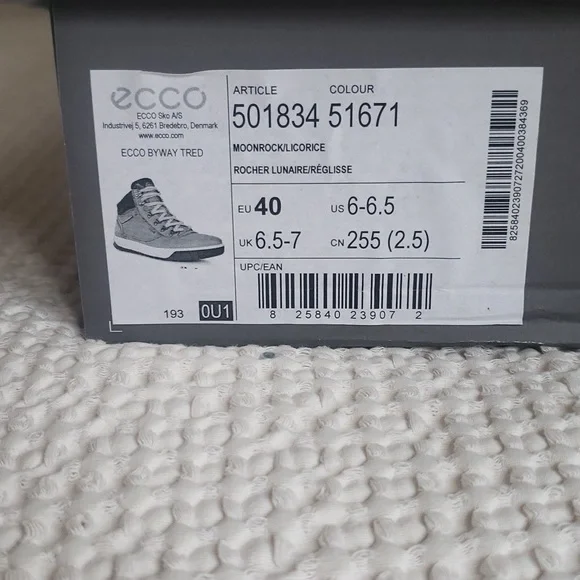 ecco
ECCO Sko A/S
Industrivej 5, 6261 Bredebro, Denmark
www.ecco.com
ECCO BYWAY TRED
193 0U1
ARTICLE COLOUR
501834 51671
MOONROCK/LICORICE
ROCHER LUNAIRE/RÉGLISSE
EU 40 US 6-6.5
UK 6.5-7 CN 255 (2.5)
UPC/EAN
8 25840 23907 2
825840239072720040038​4369